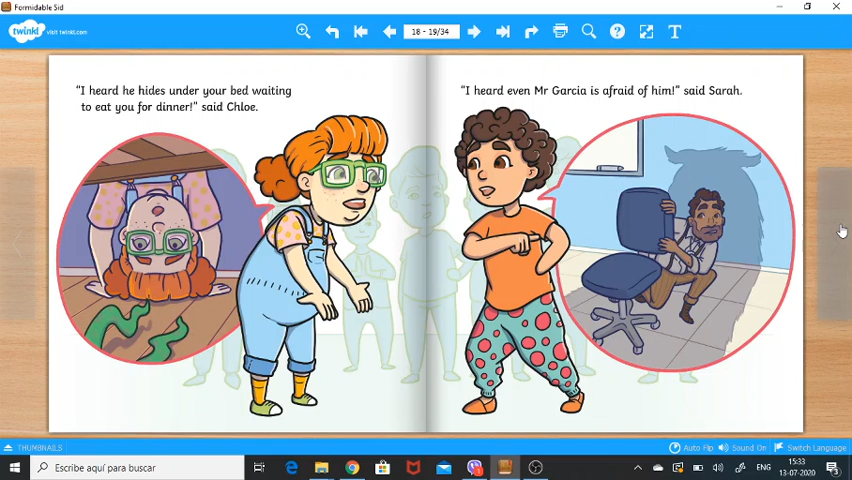 Formidable Sid
twinkl visit twinkl.com
18 - 19/34
"I heard he hides under your bed waiting
to eat you for dinner!" said Chloe.
"I heard even Mr Garcia is afraid of him!" said Sarah.
THUMBNAILS
Auto Flip Sound On Switch Language
Escribe aquí para buscar
ENG
15:33
13-07-2020